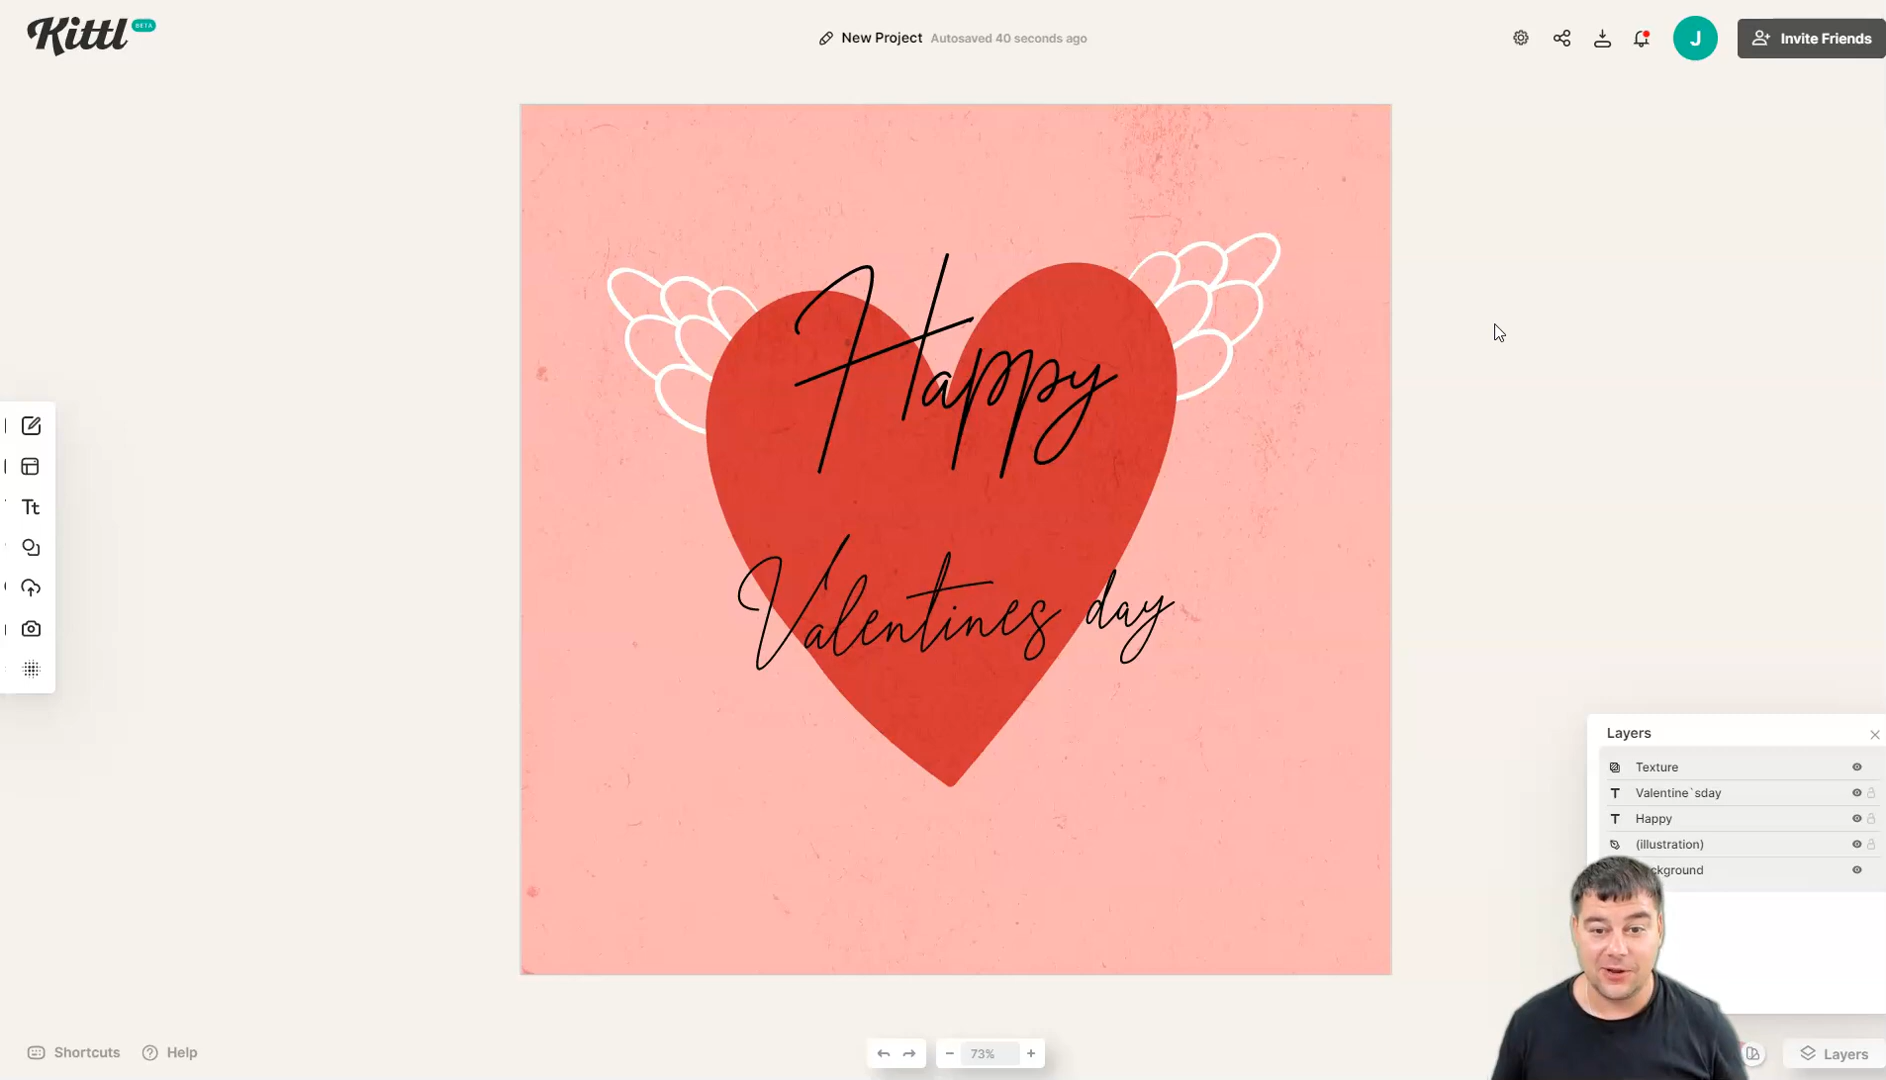 Kittl BETA
New Project Autosaved 40 seconds ago
J
Invite Friends
Happy
Valentines day
Tt
Layers
Texture
T Valentine`sday
T Happy
(illustration)
ckground
Shortcuts Help
73%
Layers